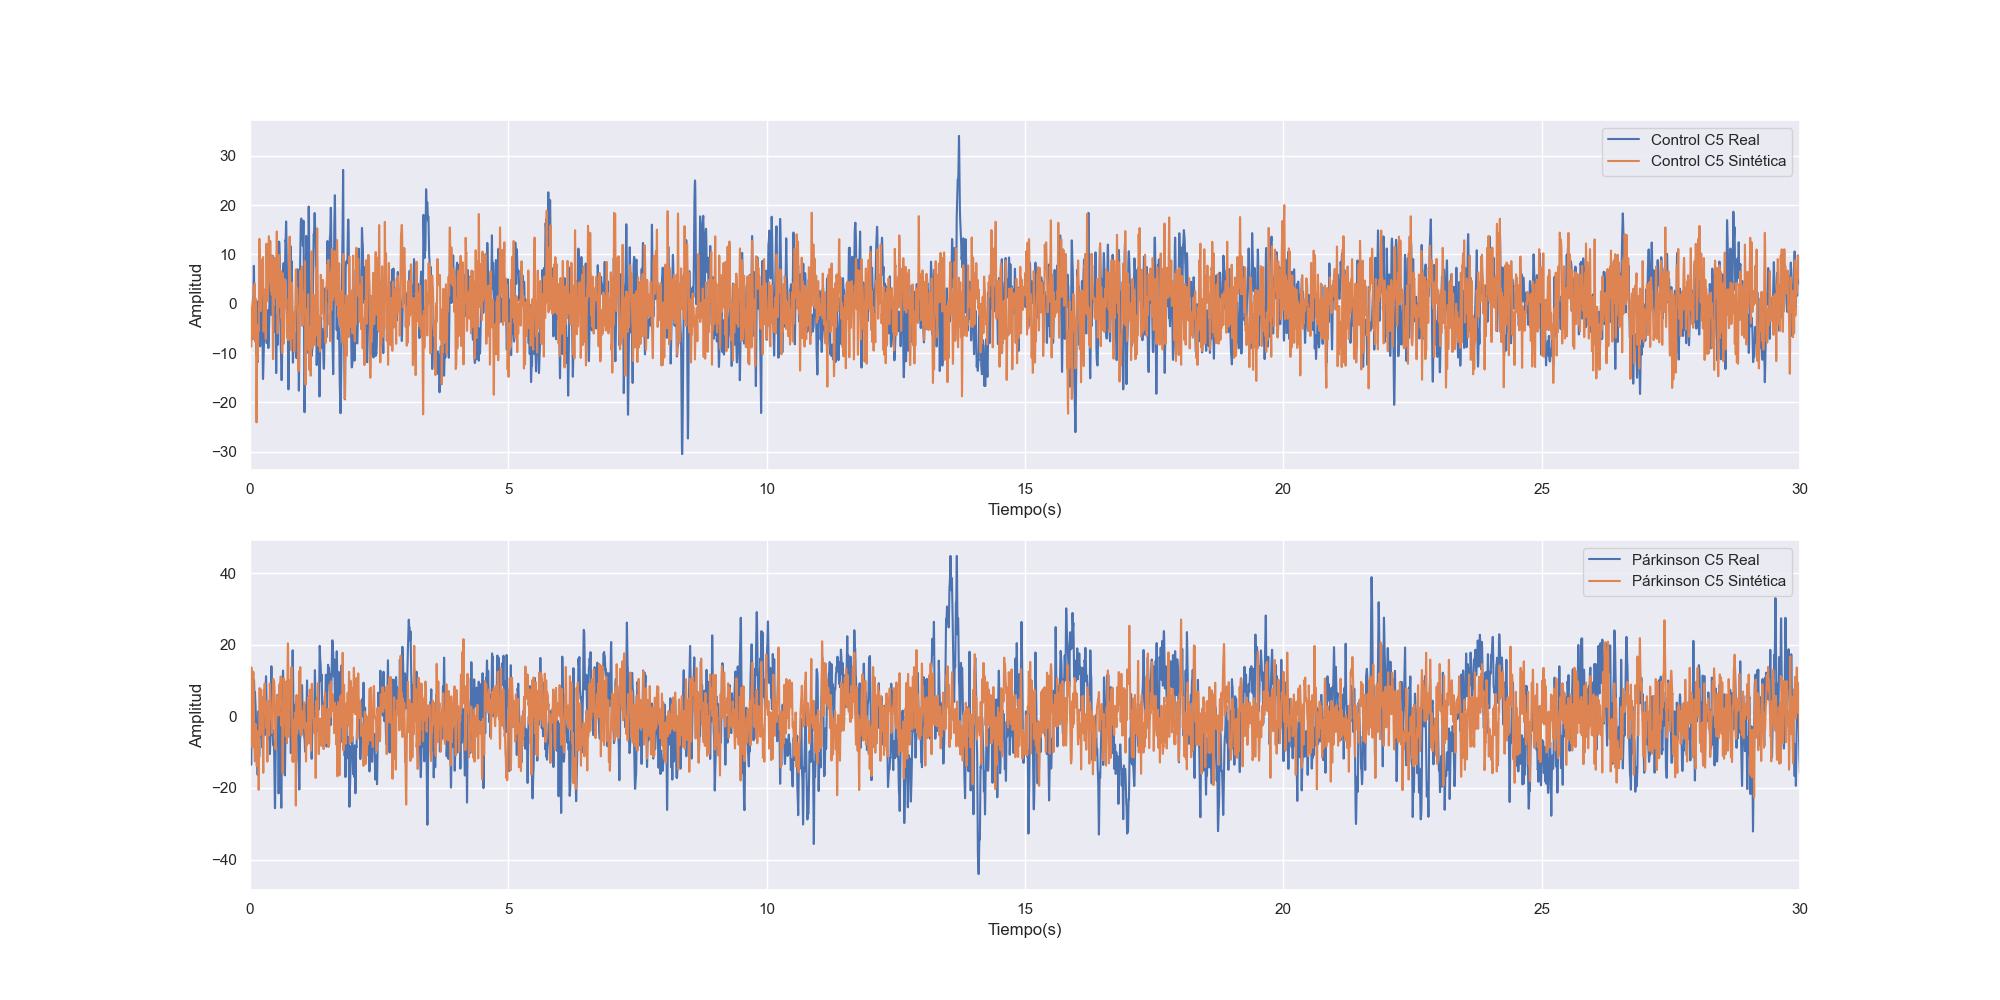 Control C5 Real
Control C5 Sintética
30
20
10
0
−10
−20
−30
Amplitud
0 5 10 15 20 25 30
Tiempo(s)
Párkinson C5 Real
Párkinson C5 Sintética
40
20
0
−20
−40
Amplitud
0 5 10 15 20 25 30
Tiempo(s)